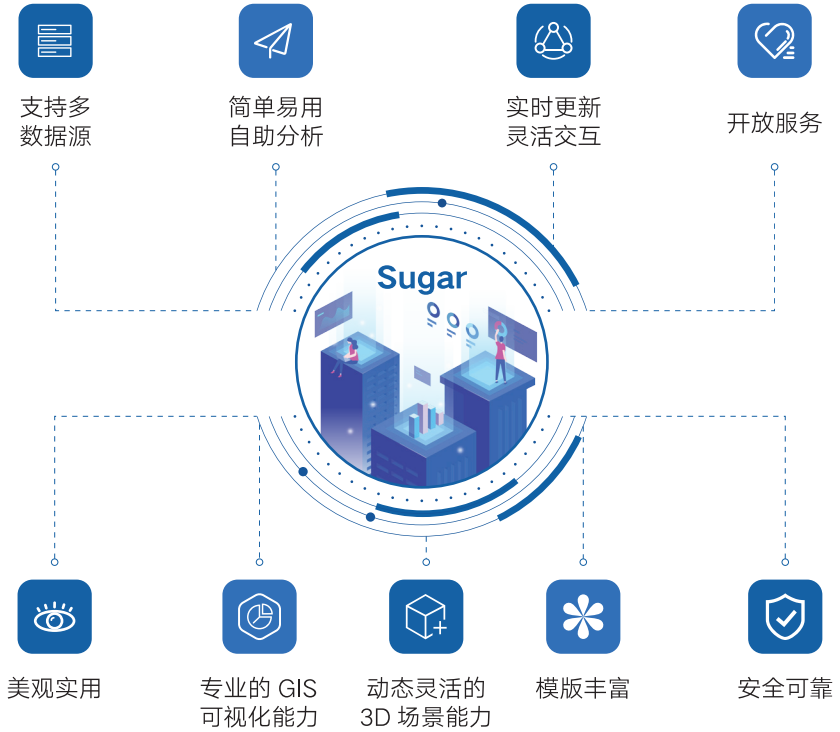 支持多
数据源
简单易用
自助分析
实时更新
灵活交互
开放服务
Sugar
美观实用
专业的 GIS
可视化能力
动态灵活的
3D 场景能力
模版丰富
安全可靠